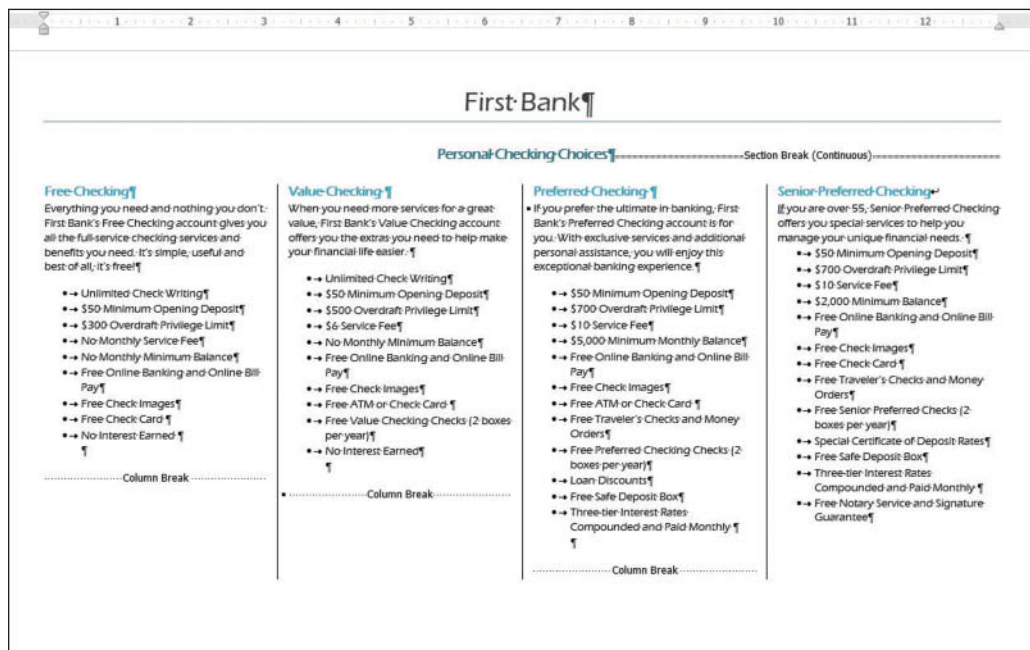 1 2 3 4 5 6 7 8 9 10 11 12
First·Bank¶
Personal·Checking·Choices¶ Section Break (Continuous)
Free·Checking¶
Everything·you·need·and·nothing·you·don't.·
First·Bank's·Free·Checking·account·gives·you·
all·the·full-service·checking·services·and·
benefits·you·need.·It's·simple,·useful·and·
best·of·all,·it's·free!¶
•→Unlimited·Check·Writing¶
•→$50·Minimum·Opening·Deposit¶
•→$300·Overdraft·Privilege·Limit¶
•→No·Monthly·Service·Fee¶
•→No·Monthly·Minimum·Balance¶
•→Free·Online·Banking·and·Online·Bill·
Pay¶
•→Free·Check·Images¶
•→Free·Check·Card·¶
•→No·Interest·Earned·¶
¶
Column Break
Value·Checking·¶
When·you·need·more·services·for·a·great·
value,·First·Bank's·Value·Checking·account·
offers·you·the·extras·you·need·to·help·make·
your·financial·life·easier.·¶
•→Unlimited·Check·Writing¶
•→$50·Minimum·Opening·Deposit¶
•→$500·Overdraft·Privilege·Limit¶
•→$6·Service·Fee¶
•→No·Monthly·Minimum·Balance¶
•→Free·Online·Banking·and·Online·Bill·
Pay¶
•→Free·Check·Images¶
•→Free·ATM·or·Check·Card·¶
•→Free·Value·Checking·Checks·(2·boxes·
per·year)¶
•→No·Interest·Earned¶
¶
Column Break
Preferred·Checking·¶
If·you·prefer·the·ultimate·in·banking,·First·
Bank's·Preferred·Checking·account·is·for·
you.·With·exclusive·services·and·additional·
personal·assistance,·you·will·enjoy·this·
exceptional·banking·experience.¶
•→$50·Minimum·Opening·Deposit¶
•→$700·Overdraft·Privilege·Limit¶
•→$10·Service·Fee¶
•→$5,000·Minimum·Monthly·Balance¶
•→Free·Online·Banking·and·Online·Bill·
Pay¶
•→Free·Check·Images¶
•→Free·ATM·or·Check·Card·¶
•→Free·Traveler's·Checks·and·Money·
Orders¶
•→Free·Preferred·Checking·Checks·(2·
boxes·per·year)¶
•→Loan·Discounts¶
•→Free·Safe·Deposit·Box¶
•→Three-tier·Interest·Rates·
Compounded·and·Paid·Monthly·¶
¶
Column Break
Senior·Preferred·Checking↵
If·you·are·over·55,·Senior·Preferred·Checking·
offers·you·special·services·to·help·you·
manage·your·unique·financial·needs.·¶
•→$50·Minimum·Opening·Deposit¶
•→$700·Overdraft·Privilege·Limit¶
•→$10·Service·Fee¶
•→$2,000·Minimum·Balance¶
•→Free·Online·Banking·and·Online·Bill·
Pay¶
•→Free·Check·Images¶
•→Free·Check·Card¶
•→Free·Traveler's·Checks·and·Money·
Orders¶
•→Free·Senior·Preferred·Checks·(2·
boxes·per·year)¶
•→Special·Certificate·of·Deposit·Rates¶
•→Free·Safe·Deposit·Box¶
•→Three-tier·Interest·Rates·
Compounded·and·Paid·Monthly·¶
•→Free·Notary·Service·and·Signature·
Guarantee¶